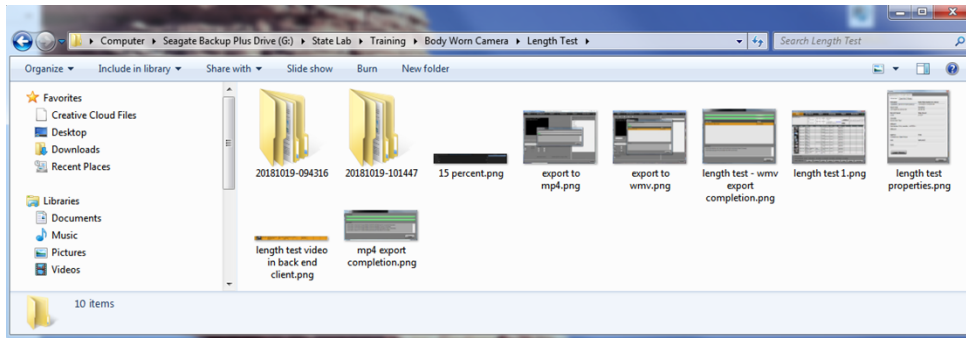 Computer Seagate Backup Plus Drive (G:) State Lab Training Body Worn Camera Length Test
Search Length Test
Organize Include in library Share with Slide show Burn New folder
Favorites
Creative Cloud Files
Desktop
Downloads
Recent Places
Libraries
Documents
Music
Pictures
Videos
20181019-094316
20181019-101447
15 percent.png
export to
mp4.png
export to
wmv.png
length test - wmv
export
completion.png
length test 1.png
length test
properties.png
length test video
in back end
client.png
mp4 export
completion.png
10 items